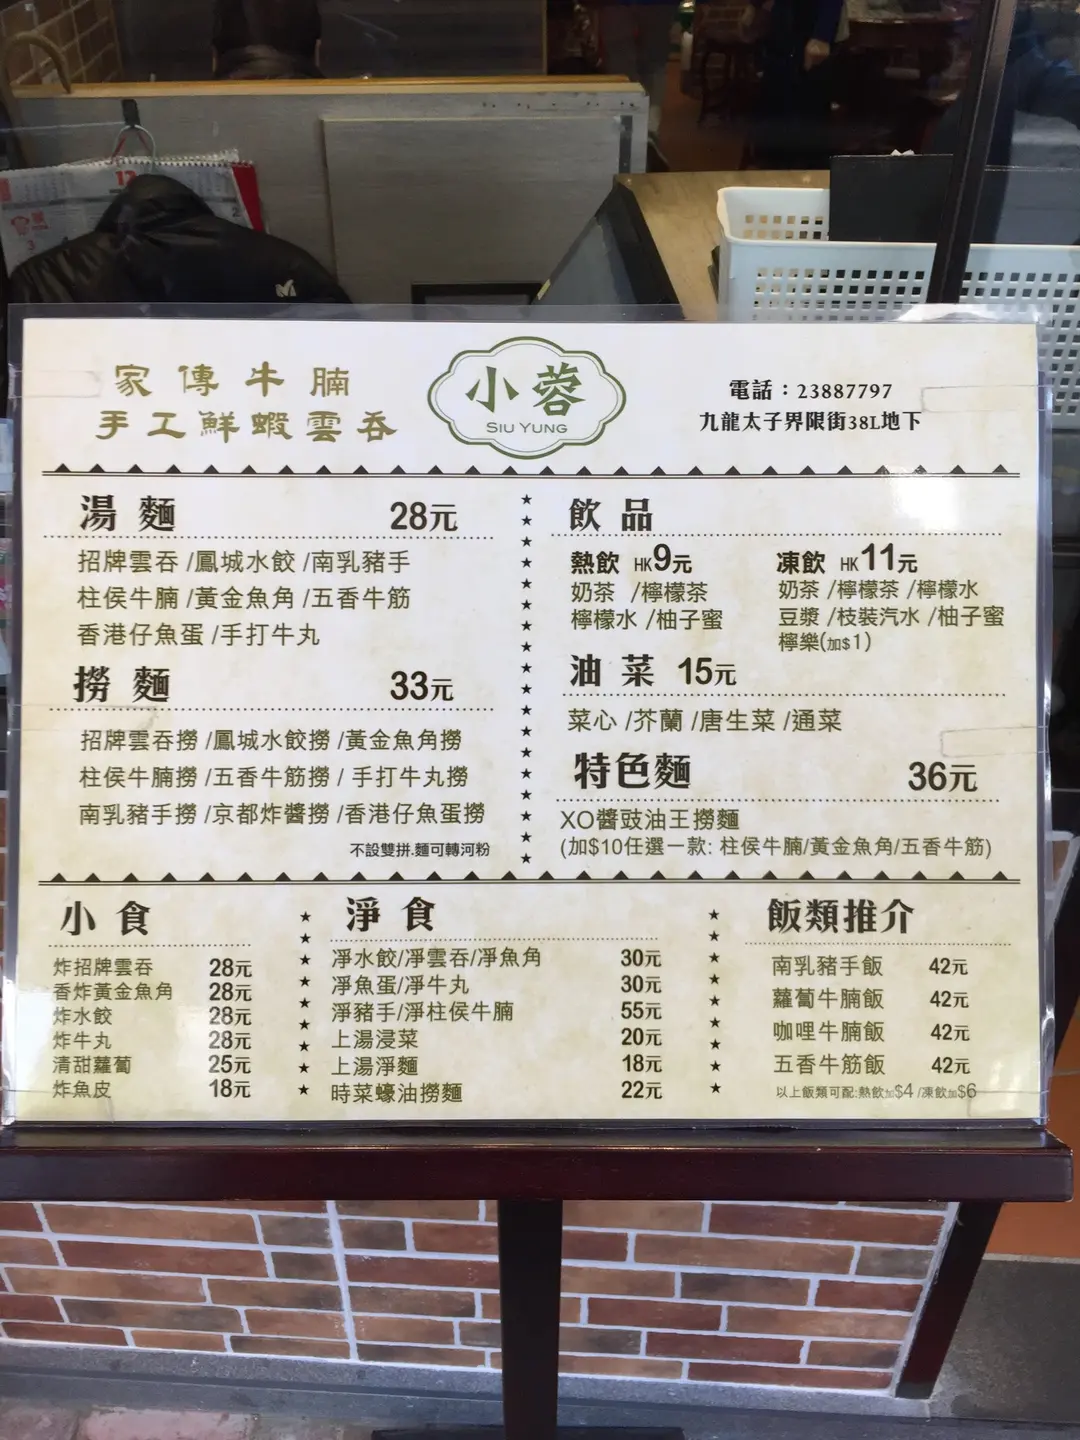 家傳牛腩
手工鮮蝦雲吞
小蓉
SIU YUNG
電話：23887797
九龍太子界限街38L地下
湯麵 28元
招牌雲吞 /鳳城水餃 /南乳豬手
柱侯牛腩 /黃金魚角 /五香牛筋
香港仔魚蛋 /手打牛丸
撈麵 33元
招牌雲吞撈 /鳳城水餃撈 /黃金魚角撈
柱侯牛腩撈 /五香牛筋撈 / 手打牛丸撈
南乳豬手撈 /京都炸醬撈 /香港仔魚蛋撈
不設雙拼.麵可轉河粉
飲品
熱飲 HK9元
奶茶 /檸檬茶
檸檬水 /柚子蜜
凍飲 HK11元
奶茶 /檸檬茶 /檸檬水
豆漿 /枝裝汽水 /柚子蜜
檸樂(加$1)
油菜 15元
菜心 /芥蘭 /唐生菜 /通菜
特色麵 36元
XO醬豉油王撈麵
(加$10任選一款: 柱侯牛腩/黃金魚角/五香牛筋)
小食
炸招牌雲吞 28元
香炸黃金魚角 28元
炸水餃 28元
炸牛丸 28元
清甜蘿蔔 25元
炸魚皮 18元
淨食
淨水餃/淨雲吞/淨魚角 30元
淨魚蛋/淨牛丸 30元
淨豬手/淨柱侯牛腩 55元
上湯浸菜 20元
上湯淨麵 18元
時菜蠔油撈麵 22元
飯類推介
南乳豬手飯 42元
蘿蔔牛腩飯 42元
咖哩牛腩飯 42元
五香牛筋飯 42元
以上飯類可配:熱飲加$4 /凍飲加$6
12
2
3